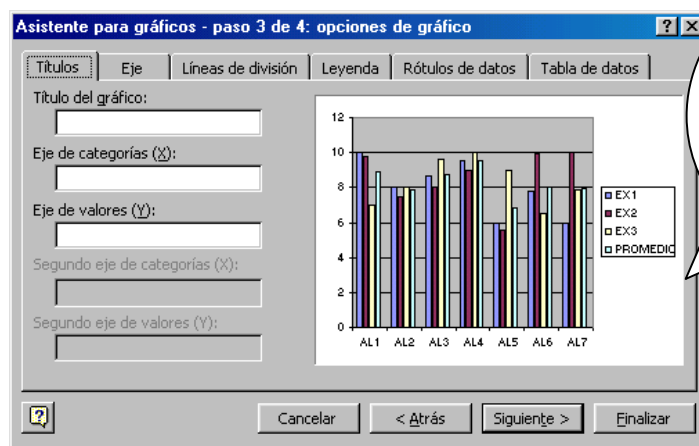 Asistente para gráficos - paso 3 de 4: opciones de gráfico
Títulos Eje Líneas de división Leyenda Rótulos de datos Tabla de datos
Título del gráfico:
Eje de categorías (X):
Eje de valores (Y):
Segundo eje de categorías (X):
Segundo eje de valores (Y):
12
10
8
6
4
2
0
AL1 AL2 AL3 AL4 AL5 AL6 AL7
EX1
EX2
EX3
PROMEDIO
Cancelar < Atrás Siguiente > Finalizar